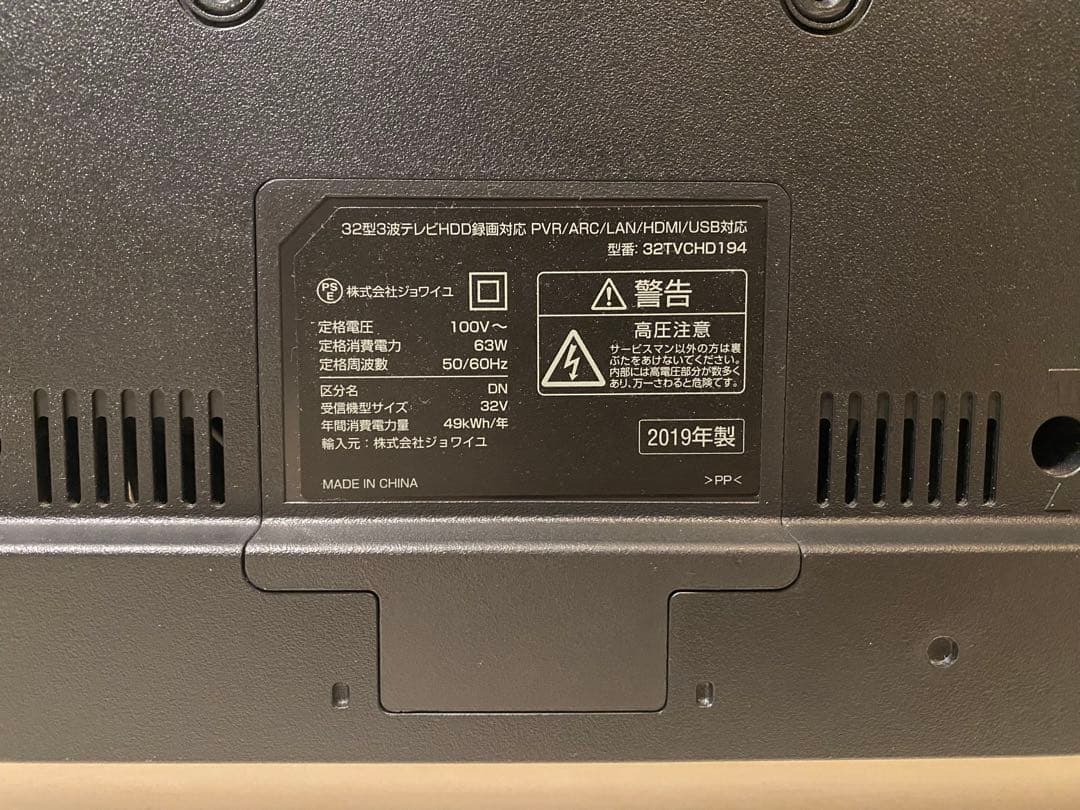 32型3波テレビHDD録画対応 PVR/ARC/LAN/HDMI/USB対応
型番: 32TVCHD194
PSE 株式会社ジョワイユ
定格電圧 100V～
定格消費電力 63W
定格周波数 50/60Hz
区分名 DN
受信機型サイズ 32V
年間消費電力量 49kWh/年
輸入元：株式会社ジョワイユ
MADE IN CHINA
警告
高圧注意
サービスマン以外の方は裏
ぶたをあけないでください。
内部には高電圧部分が数多く
あり、万一さわると危険です。
2019年製
>PP<